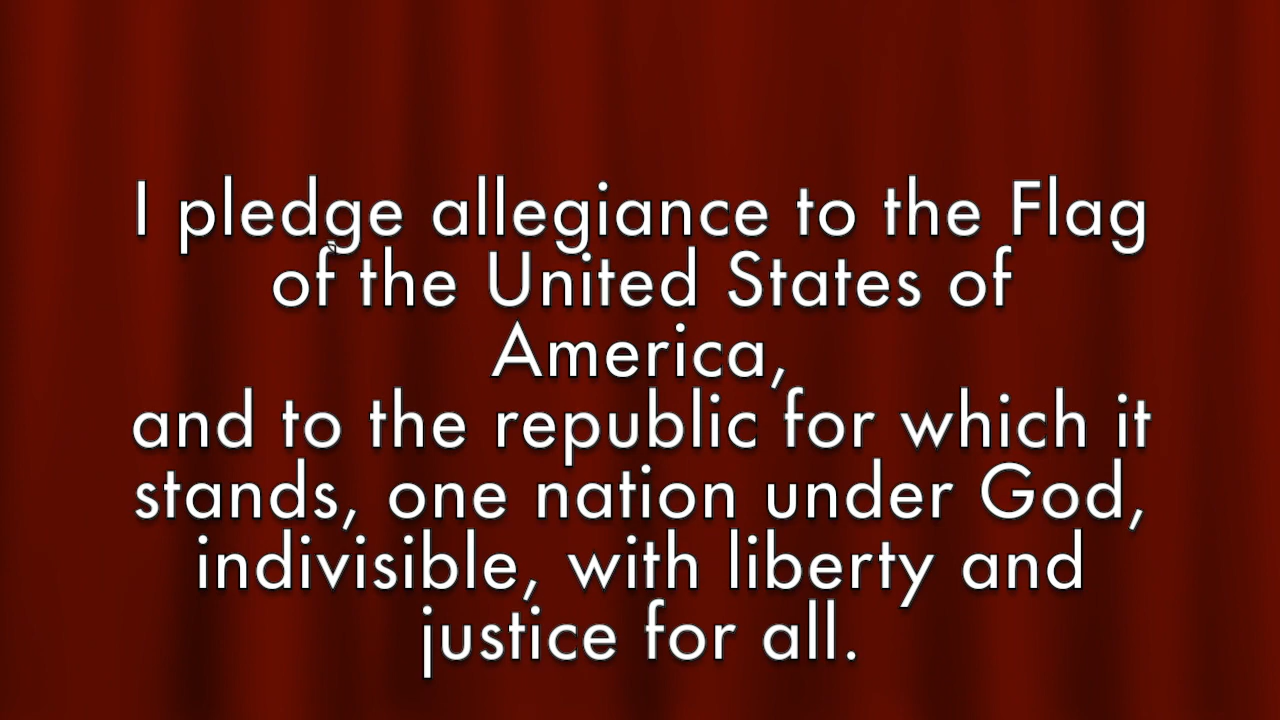 I pledge allegiance to the Flag
of the United States of
America,
and to the republic for which it
stands, one nation under God,
indivisible, with liberty and
justice for all.